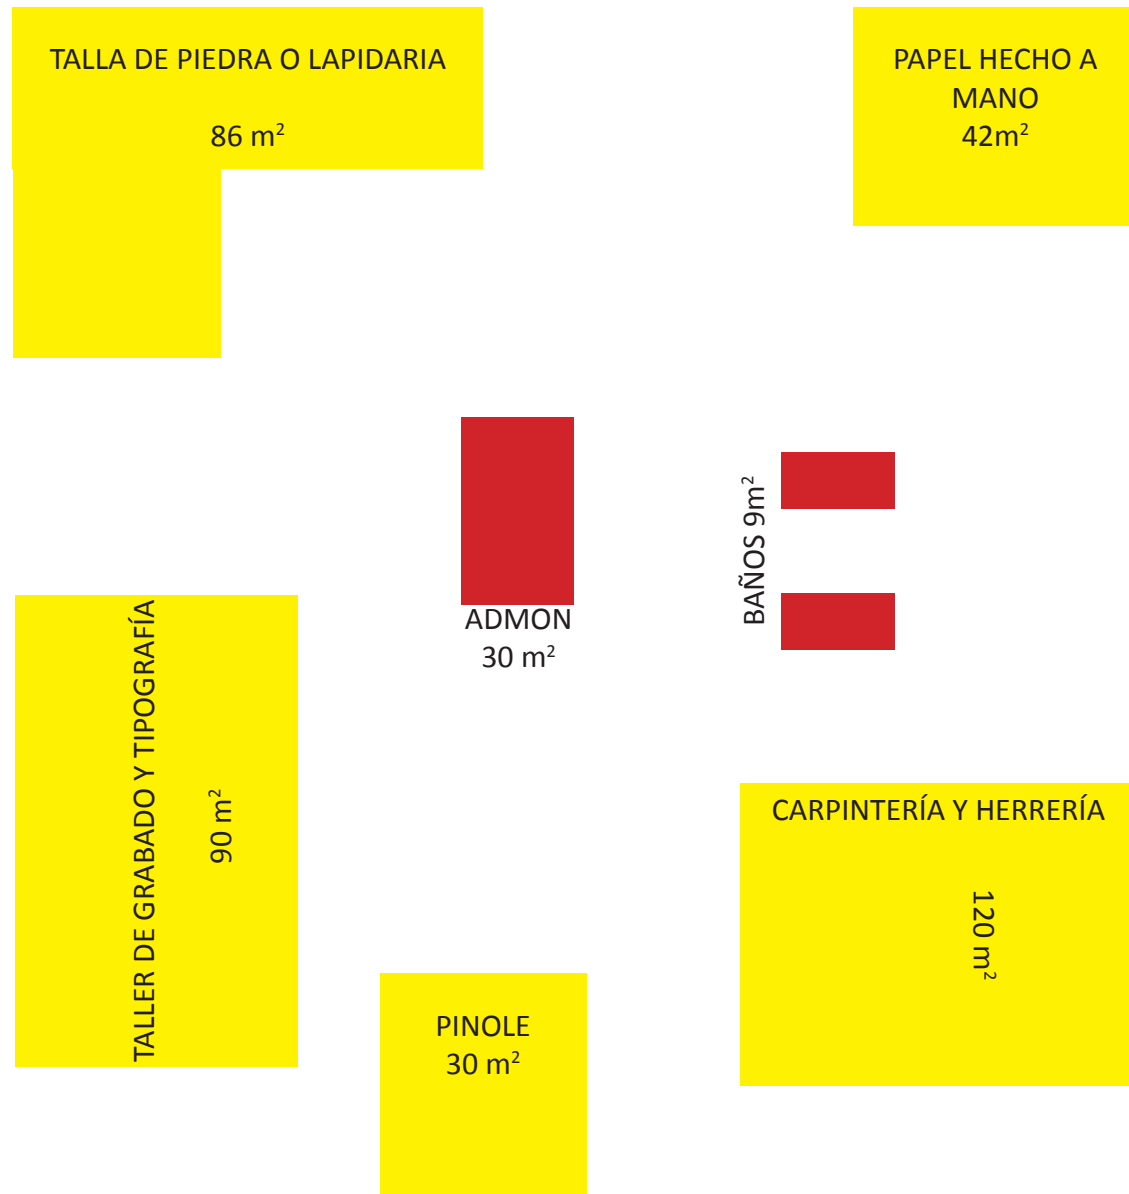 TALLA DE PIEDRA O LAPIDARIA
86 m²
PAPEL HECHO A
MANO
42m²
BAÑOS 9m²
ADMON
30 m²
TALLER DE GRABADO Y TIPOGRAFÍA
90 m²
CARPINTERÍA Y HERRERÍA
120 m²
PINOLE
30 m²